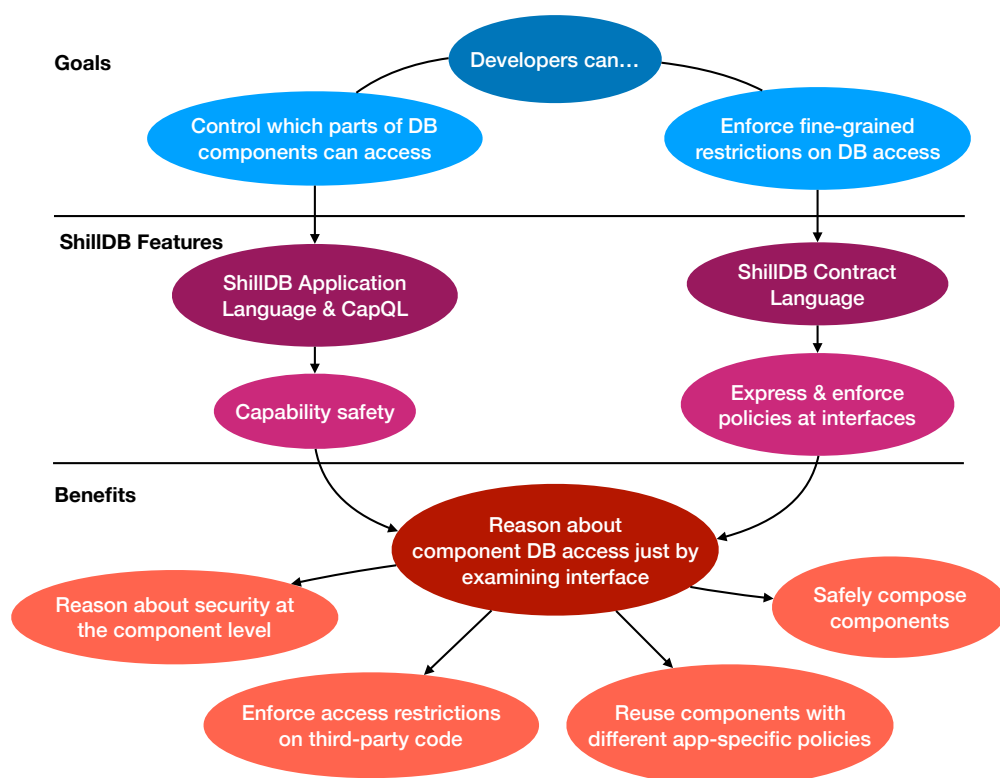 Goals
Developers can…
Control which parts of DB
components can access
Enforce fine-grained
restrictions on DB access
ShillDB Features
ShillDB Application
Language & CapQL
ShillDB Contract
Language
Capability safety
Express & enforce
policies at interfaces
Benefits
Reason about
component DB access just by
examining interface
Reason about security at
the component level
Safely compose
components
Enforce access restrictions
on third-party code
Reuse components with
different app-specific policies